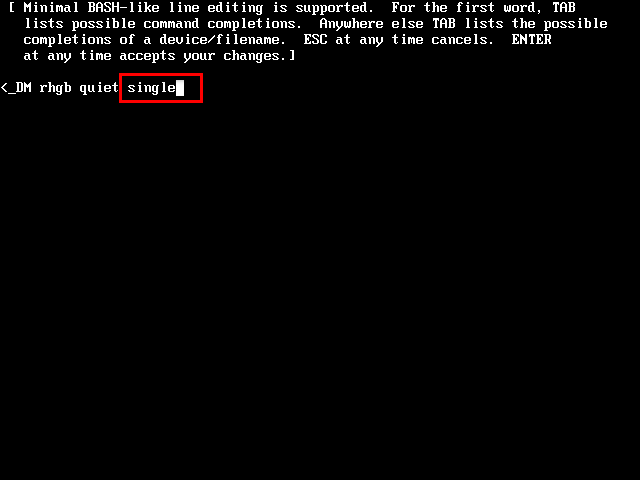 [ Minimal BASH-like line editing is supported.  For the first word, TAB
lists possible command completions.  Anywhere else TAB lists the possible
completions of a device/filename.  ESC at any time cancels.  ENTER
at any time accepts your changes.]
<_DM rhgb quiet single